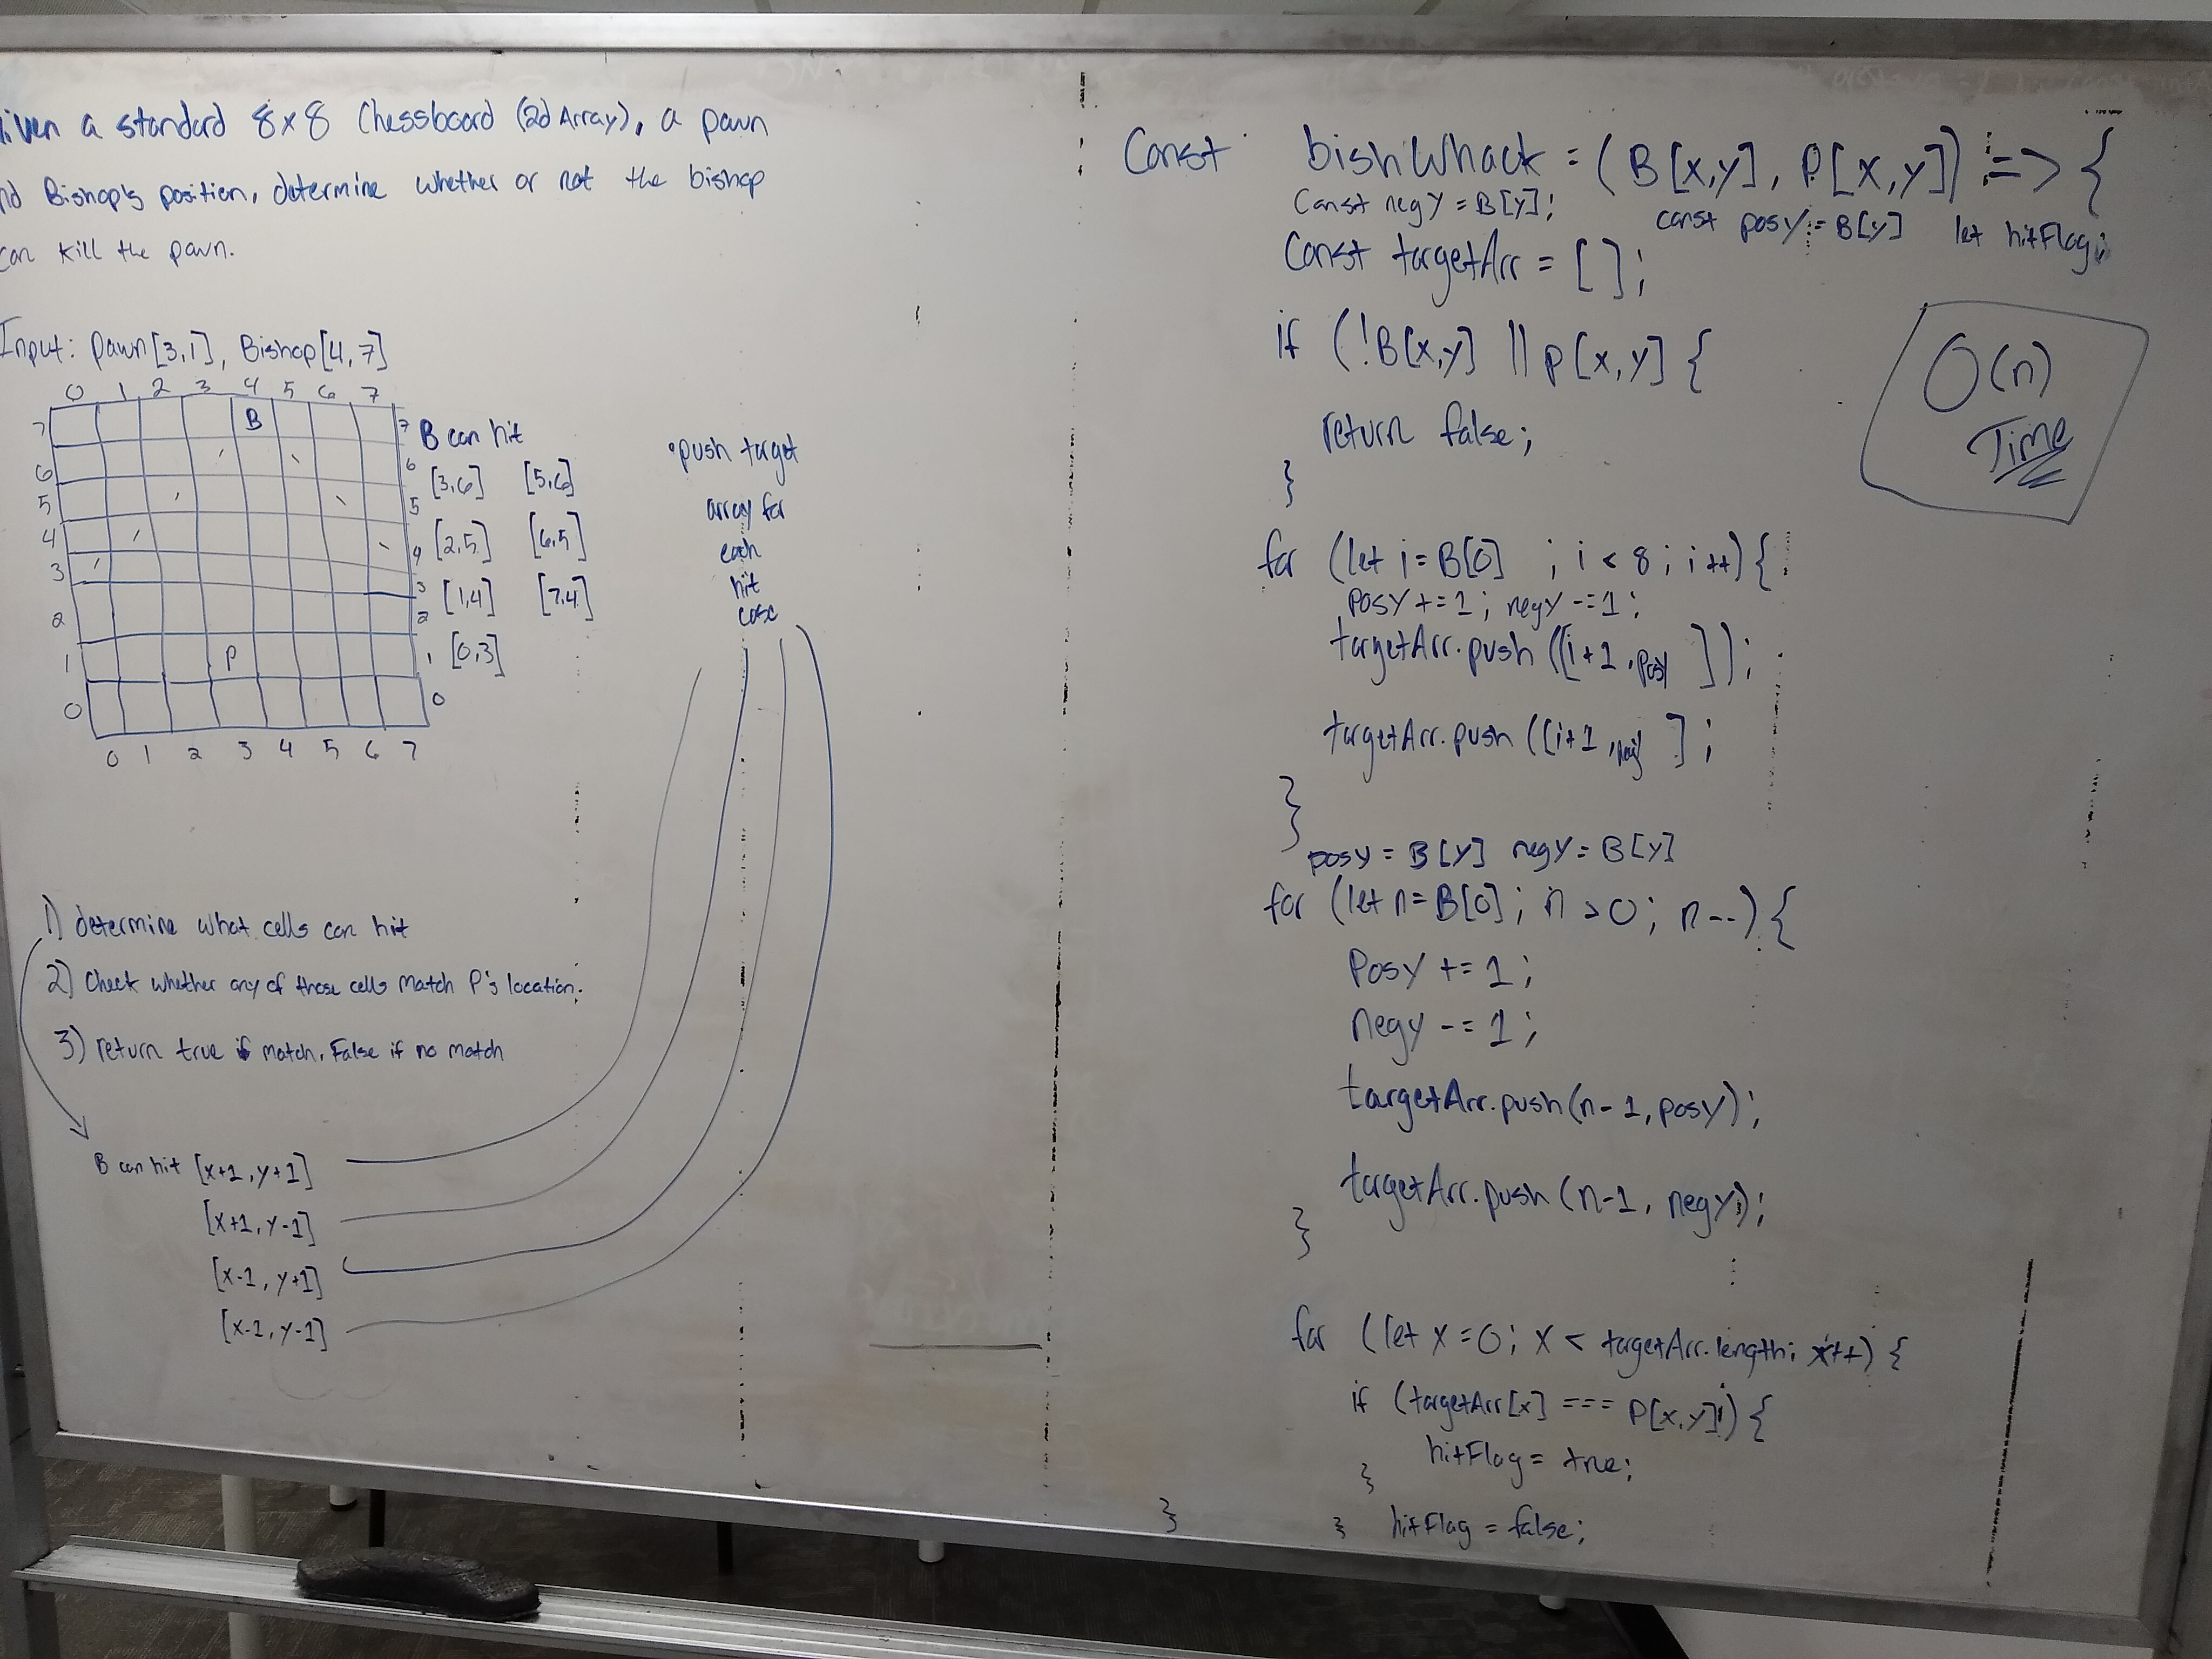 iven a standard 8x8 Chessboard (2d Array), a pawn
nd Bishop's position, determine whether or not the bishop
can kill the pawn.
Input: Pawn[3,1], Bishop[4,7]
0 1 2 3 4 5 6 7
7 B 7
6 6
5 5
4 4
3 3
2 2
1 P 1
0 0
0 1 2 3 4 5 6 7
B can hit
[3,6] [5,6]
[2,5] [6,5]
[1,4] [7,4]
[0,3]
push target
array for
each
hit
case
1) determine what cells can hit
2) Check whether any of those cells match P's location.
3) return true if match, False if no match
B can hit [x+1, y+1]
[x+1, y-1]
[x-1, y+1]
[x-1, y-1]
Const bishWhack = (B[x,y], P[x,y]) => {
Const negY = B[y]; const posY = B[y] let hitFlag;
Const targetArr = [];
if (!B[x,y] || P[x,y] {
return false;
}
for (let i=B[0] ; i < 8; i++){
posY += 1; negY -= 1;
targetArr.push([i+1, posy ]);
targetArr.push([i+1, negy ];
}
posy = B[y] negy = B[y]
for (let n=B[0]; n > 0; n--) {
PosY += 1;
negy -= 1;
targetArr.push(n-1, posY);
targetArr.push(n-1, negy);
}
for (let x=0; x < targetArr.length; x++) {
if (targetArr[x] === P[x,y]) {
hitFlag = true;
}
} hitFlag = false;
}
O(n)
Time